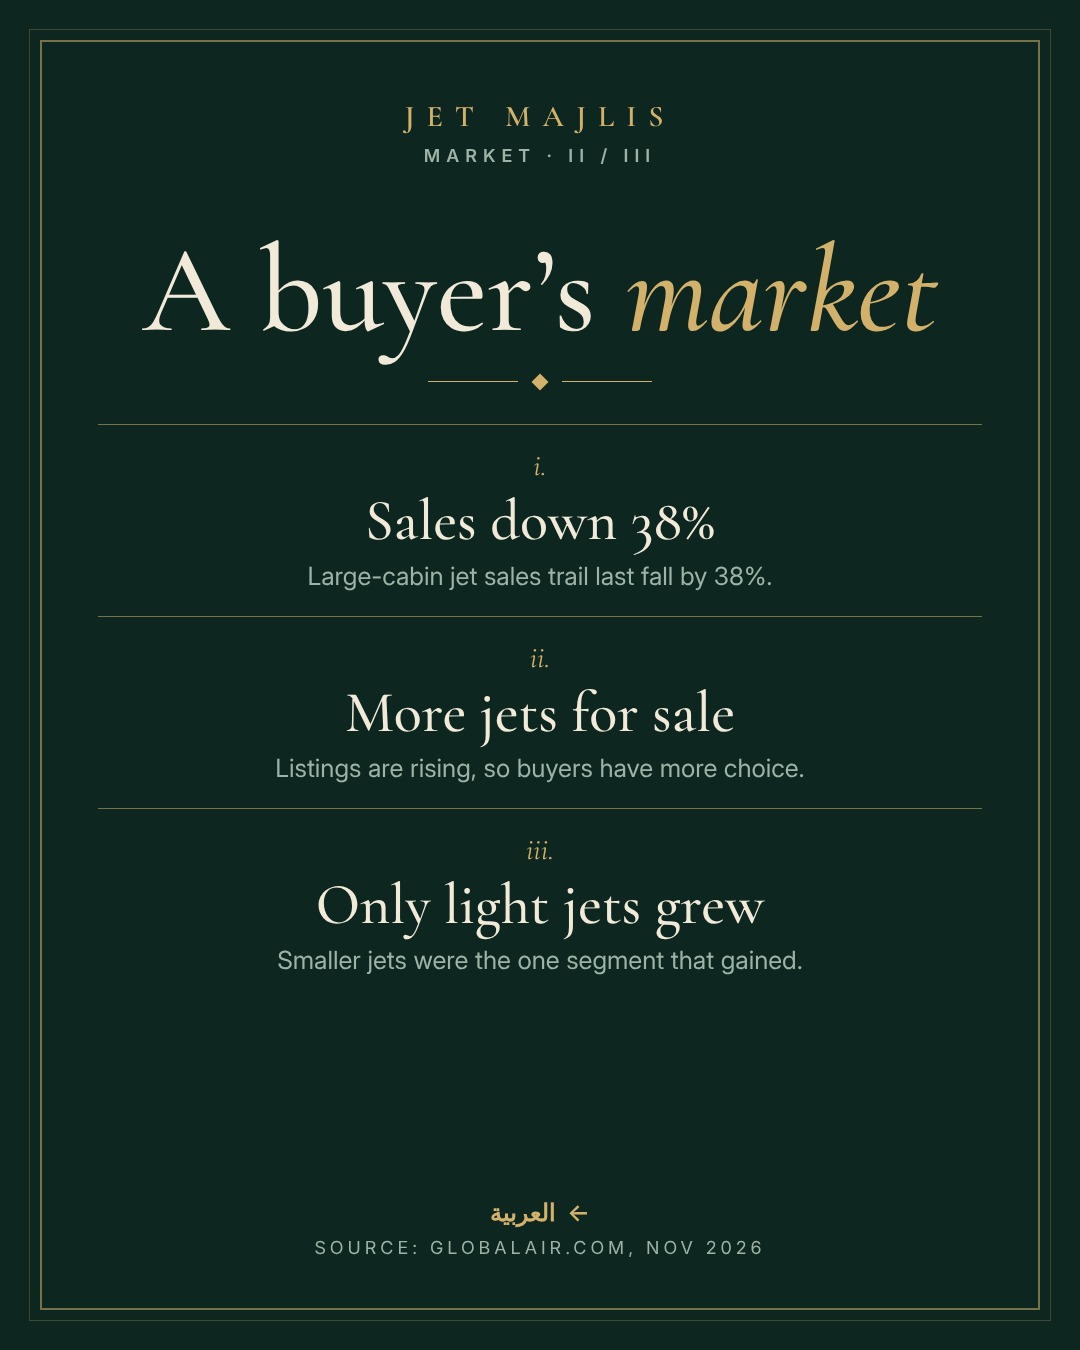 JET MAJLIS
MARKET · II / III
A buyer’s market
i.
Sales down 38%
Large-cabin jet sales trail last fall by 38%.
ii.
More jets for sale
Listings are rising, so buyers have more choice.
iii.
Only light jets grew
Smaller jets were the one segment that gained.
العربية ←
SOURCE: GLOBALAIR.COM, NOV 2026